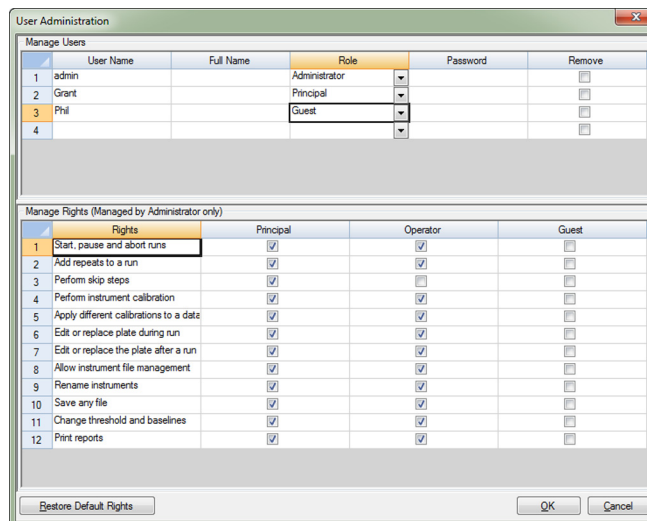 User Administration
Manage Users
User Name Full Name Role Password Remove
1 admin Administrator
2 Grant Principal
3 Phil Guest
4
Manage Rights (Managed by Administrator only)
Rights Principal Operator Guest
1 Start, pause and abort runs
2 Add repeats to a run
3 Perform skip steps
4 Perform instrument calibration
5 Apply different calibrations to a data
6 Edit or replace plate during run
7 Edit or replace the plate after a run
8 Allow instrument file management
9 Rename instruments
10 Save any file
11 Change threshold and baselines
12 Print reports
Restore Default Rights OK Cancel